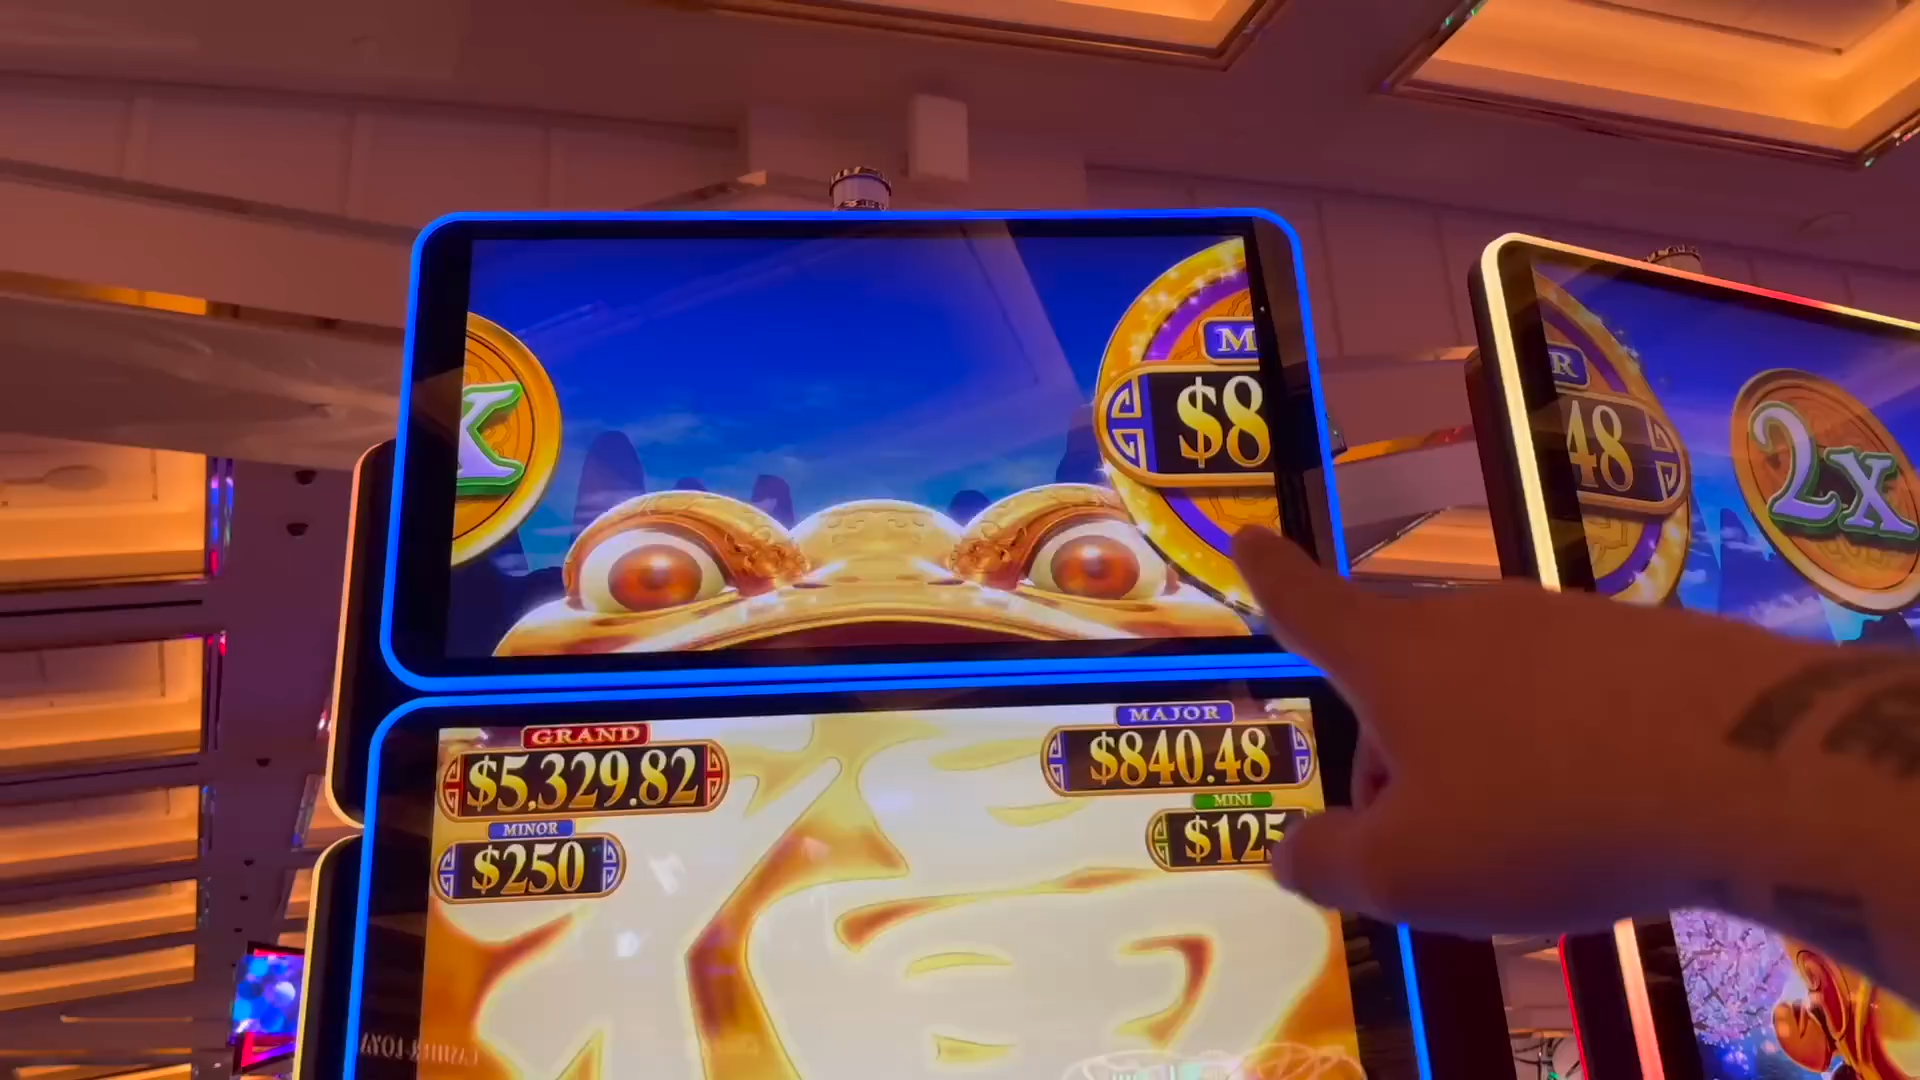 X
M
$8
R
48
2x
GRAND
$5,329.82
MAJOR
$840.48
MINOR
$250
MINI
$125